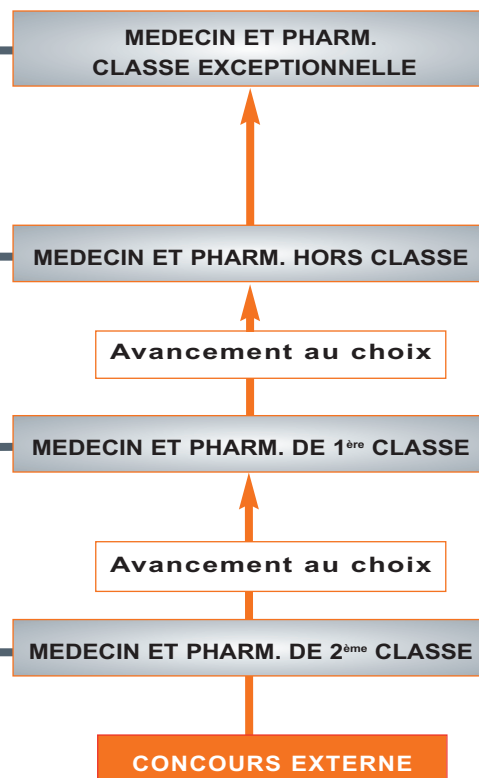 MEDECIN ET PHARM.
CLASSE EXCEPTIONNELLE
MEDECIN ET PHARM. HORS CLASSE
Avancement au choix
MEDECIN ET PHARM. DE 1ère CLASSE
Avancement au choix
MEDECIN ET PHARM. DE 2ème CLASSE
CONCOURS EXTERNE